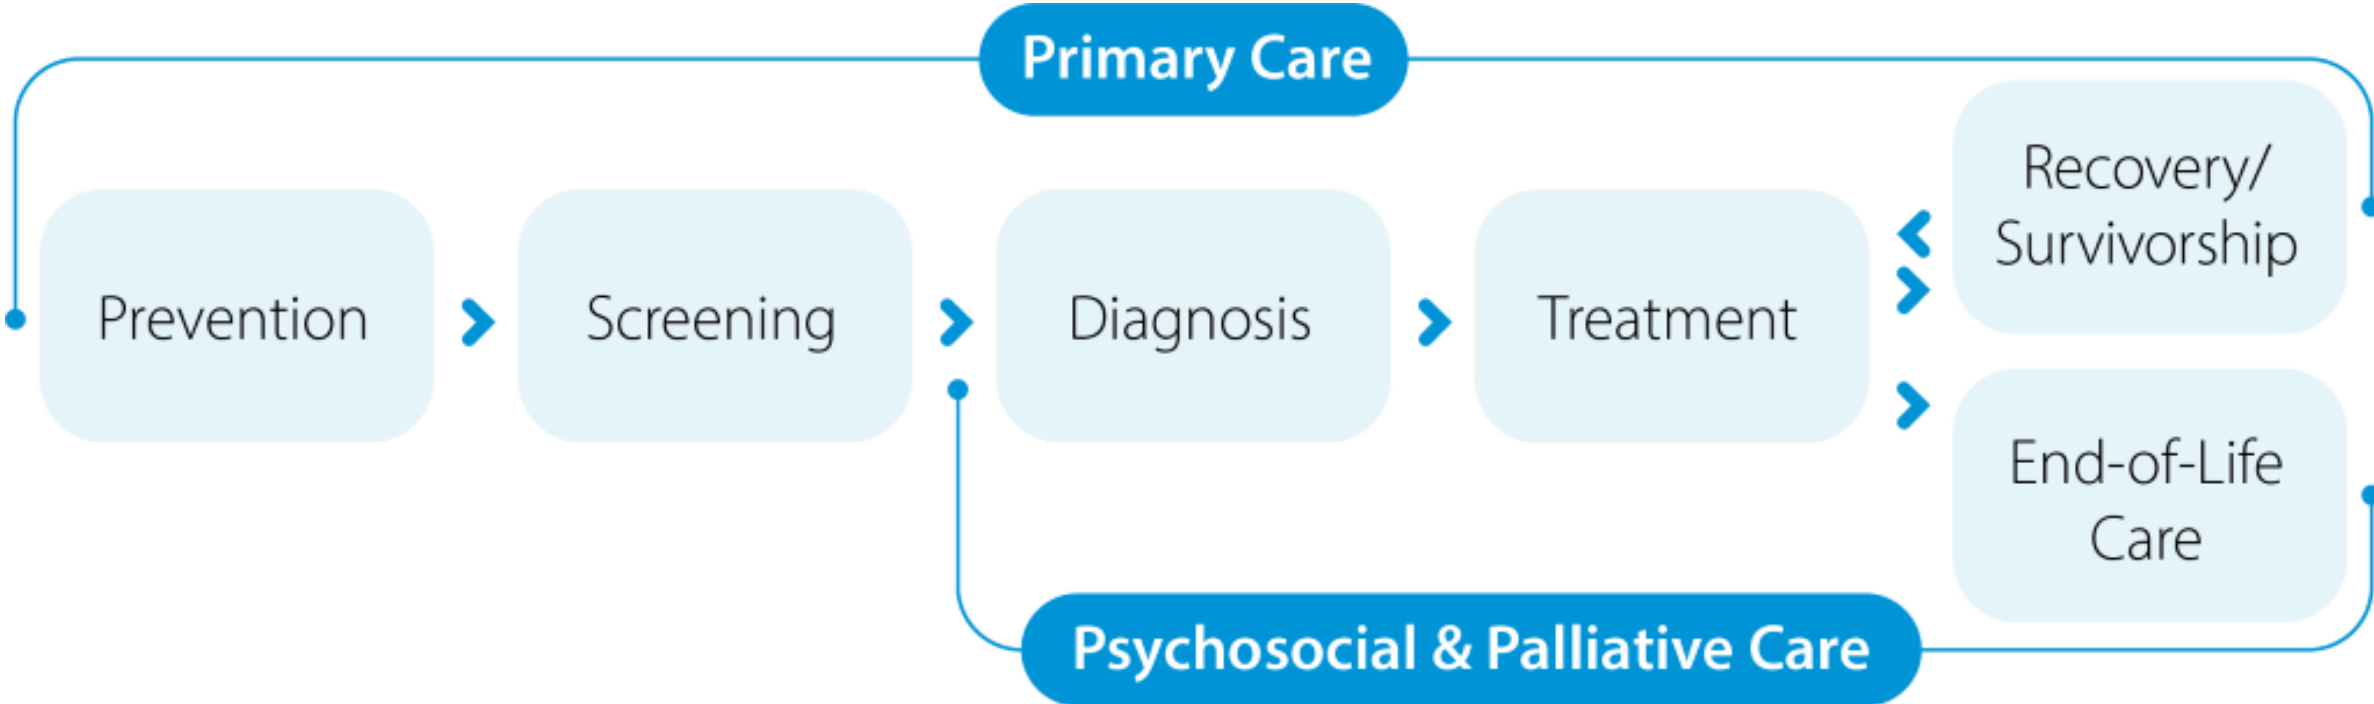 Primary Care
Prevention
Screening
Diagnosis
Treatment
Recovery/
Survivorship
End-of-Life
Care
Psychosocial & Palliative Care